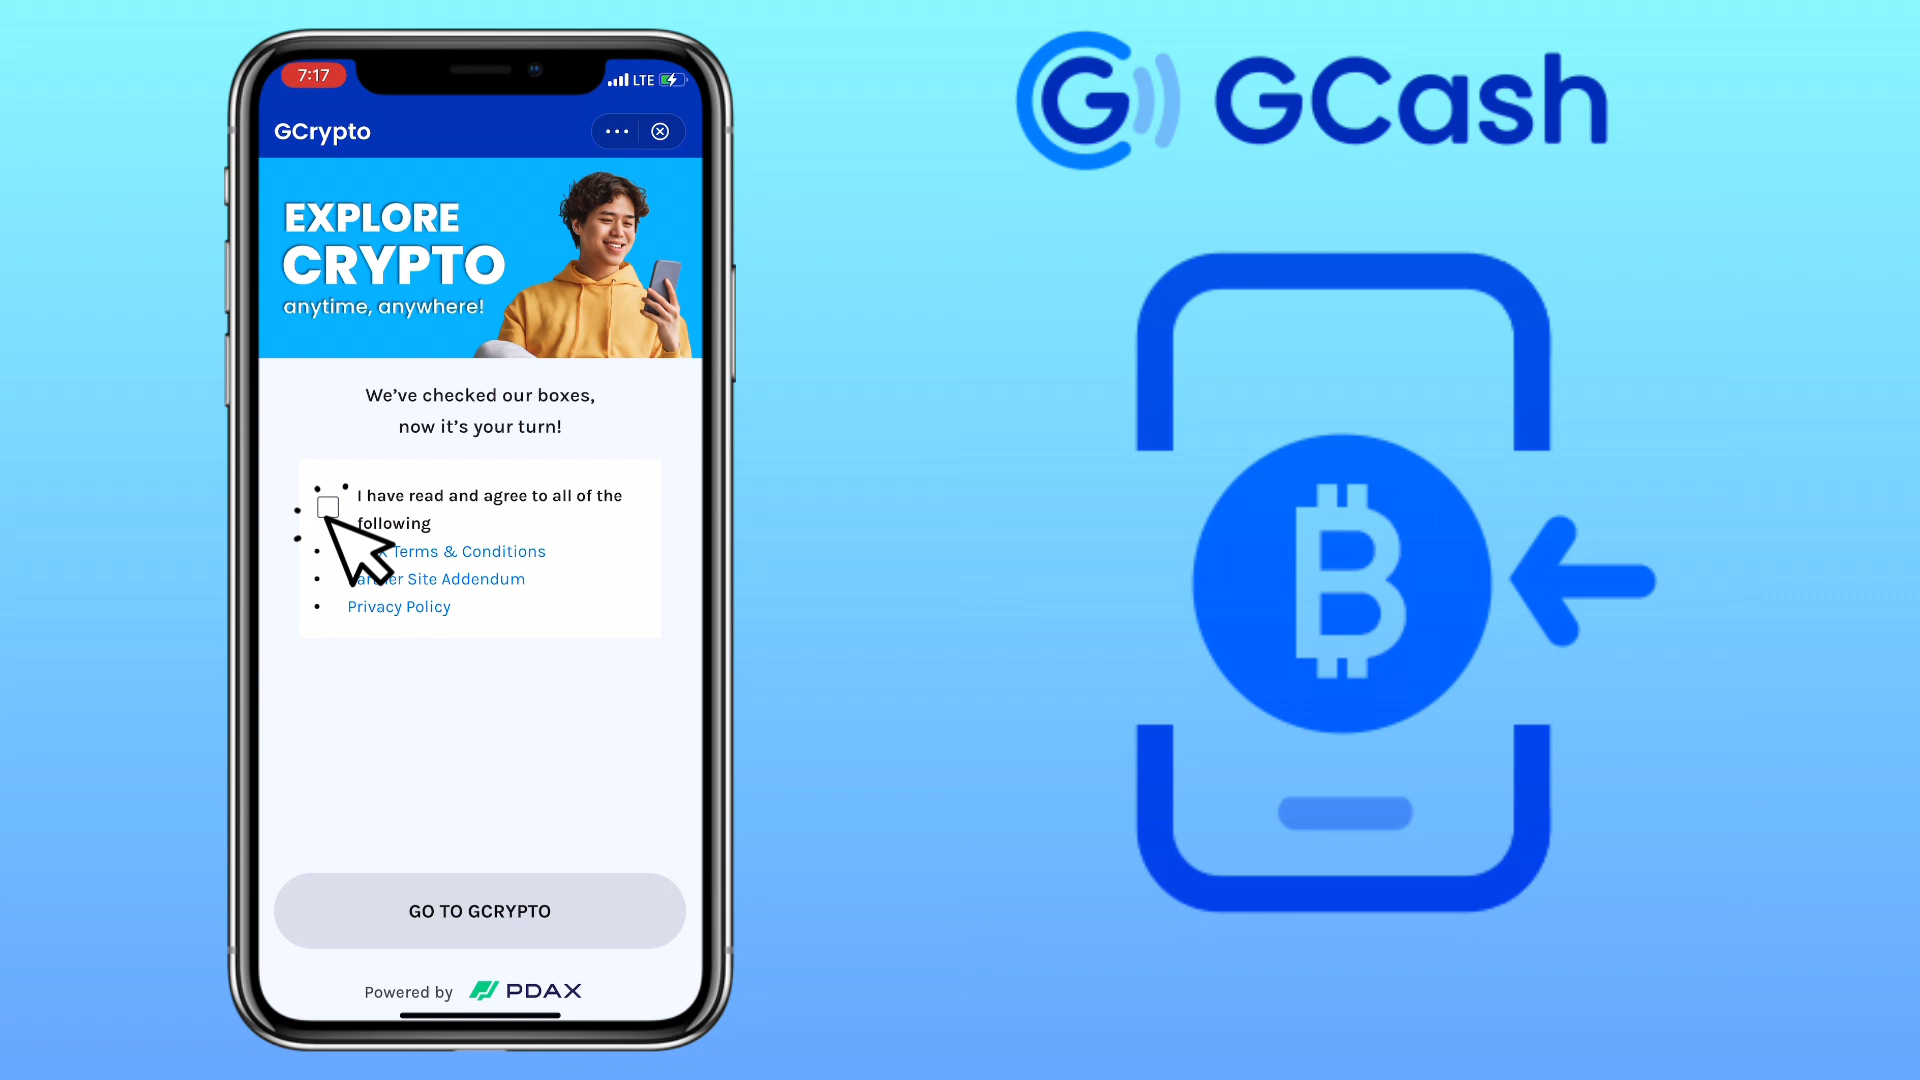 7:17
LTE
GCrypto
EXPLORE
CRYPTO
anytime, anywhere!
We've checked our boxes,
now it's your turn!
I have read and agree to all of the
following
Terms & Conditions
Site Addendum
Privacy Policy
GO TO GCRYPTO
Powered by PDAX
GCash